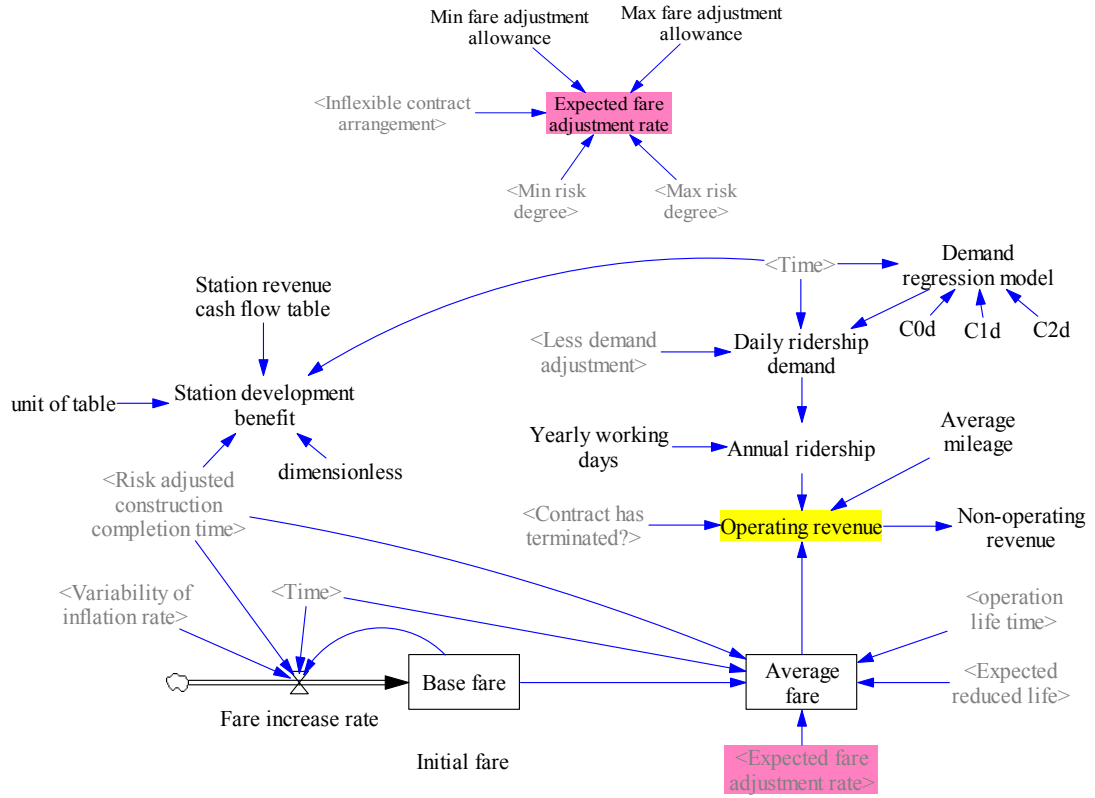 Min fare adjustment
allowance
Max fare adjustment
allowance
<Inflexible contract
arrangement>
Expected fare
adjustment rate
<Min risk
degree>
<Max risk
degree>
<Time>
Demand
regression model
C0d
C1d
C2d
Station revenue
cash flow table
<Less demand
adjustment>
Daily ridership
demand
unit of table
Station development
benefit
dimensionless
Yearly working
days
Annual ridership
Average
mileage
<Risk adjusted
construction
completion time>
<Contract has
terminated?>
Operating revenue
Non-operating
revenue
<Variability of
inflation rate>
<Time>
<operation
life time>
Base fare
Average
fare
<Expected
reduced life>
Fare increase rate
Initial fare
<Expected fare
adjustment rate>